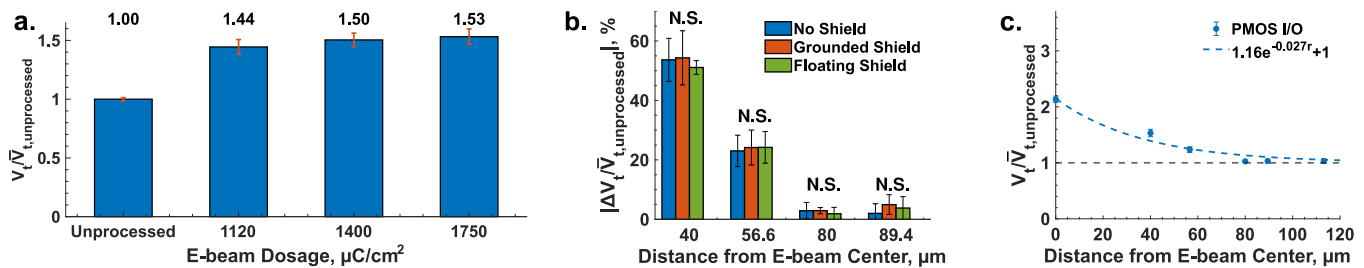 a.
1.00 1.44 1.50 1.53
1.5
1
0.5
0
V̅t/V̅t,unprocessed
Unprocessed 1120 1400 1750
E-beam Dosage, µC/cm²
b.
N.S.
No Shield
Grounded Shield
Floating Shield
N.S.
N.S.
N.S.
60
40
20
0
|ΔVt/V̅t,unprocessed|, %
40 56.6 80 89.4
Distance from E-beam Center, µm
c.
PMOS I/O
1.16e^-0.027r+1
3
2
1
0
Vt/V̅t,unprocessed
0 20 40 60 80 100 120
Distance from E-beam Center, µm